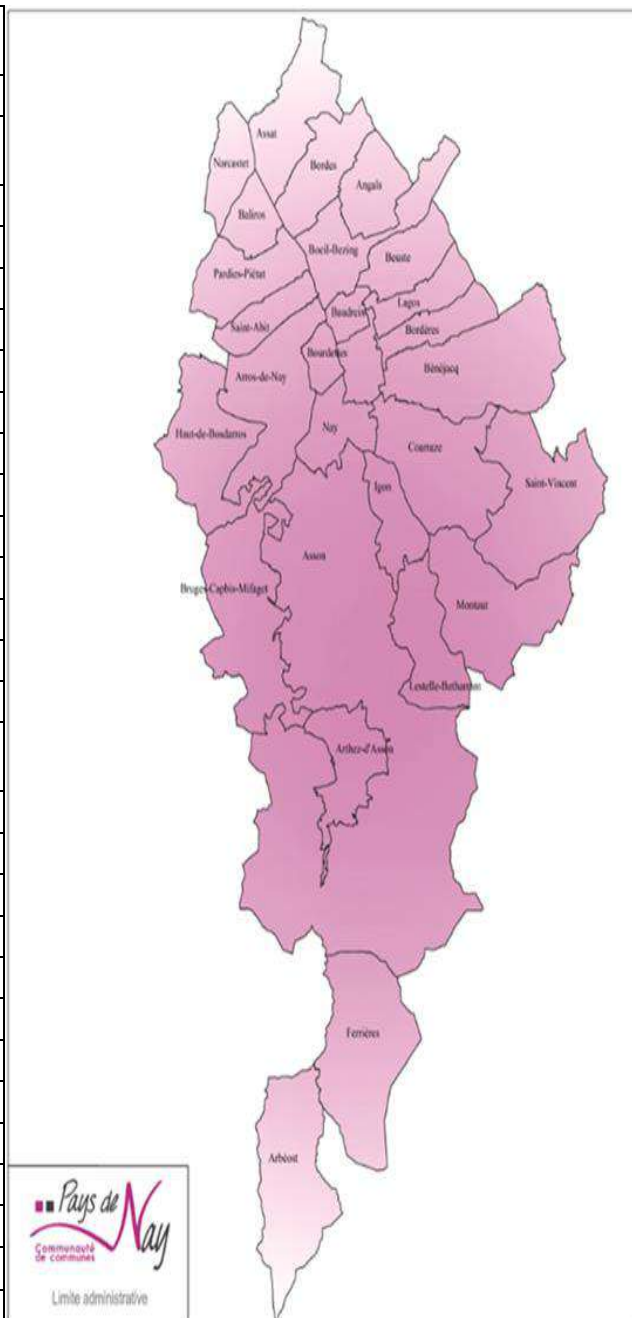 Assat
Narcastet
Bordes
Angaïs
Baliros
Boeil-Bezing
Beuste
Pardies-Piétat
Lagos
Saint-Abit
Baudreix
Bordères
Bourdettes
Bénéjacq
Arros-de-Nay
Nay
Haut-de-Bosdarros
Coarraze
Igon
Saint-Vincent
Asson
Bruges-Capbis-Mifaget
Montaut
Lestelle-Betharram
Arthez-d'Asson
Ferrières
Arbéost
Pays de Nay
Communauté
de communes
Limite administrative